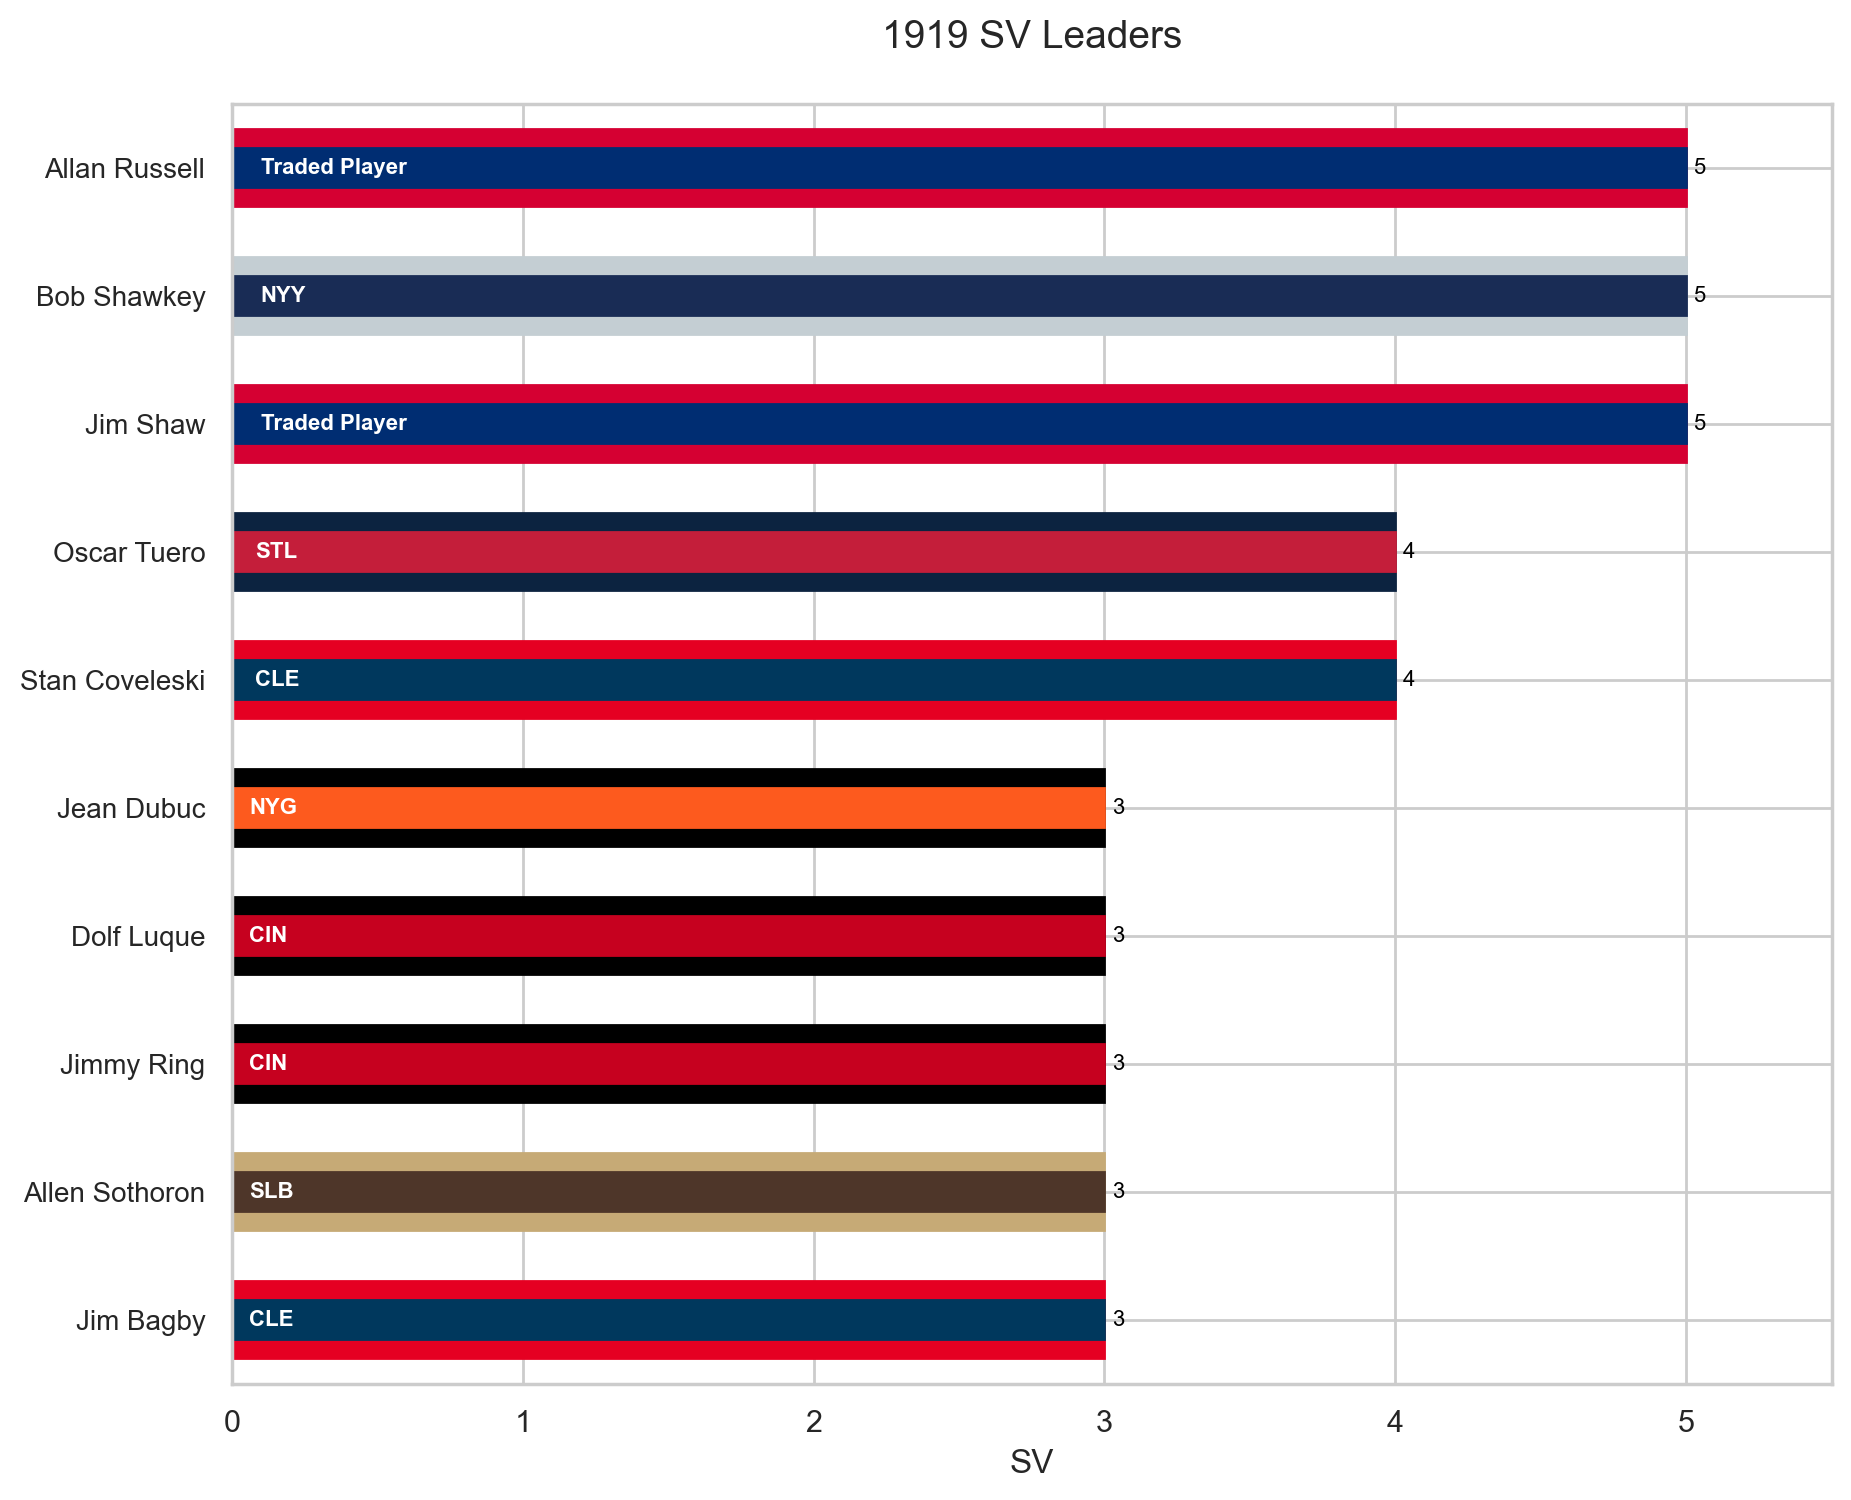 1919 SV Leaders
Allan Russell Traded Player 5
Bob Shawkey NYY 5
Jim Shaw Traded Player 5
Oscar Tuero STL 4
Stan Coveleski CLE 4
Jean Dubuc NYG 3
Dolf Luque CIN 3
Jimmy Ring CIN 3
Allen Sothoron SLB 3
Jim Bagby CLE 3
0 1 2 3 4 5
SV